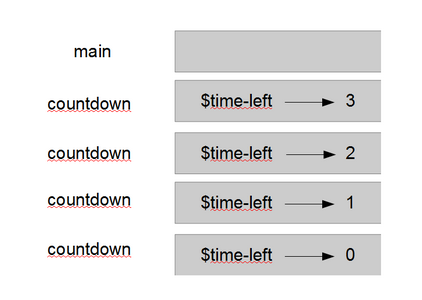 main
countdown $time-left 3
countdown $time-left 2
countdown $time-left 1
countdown $time-left 0